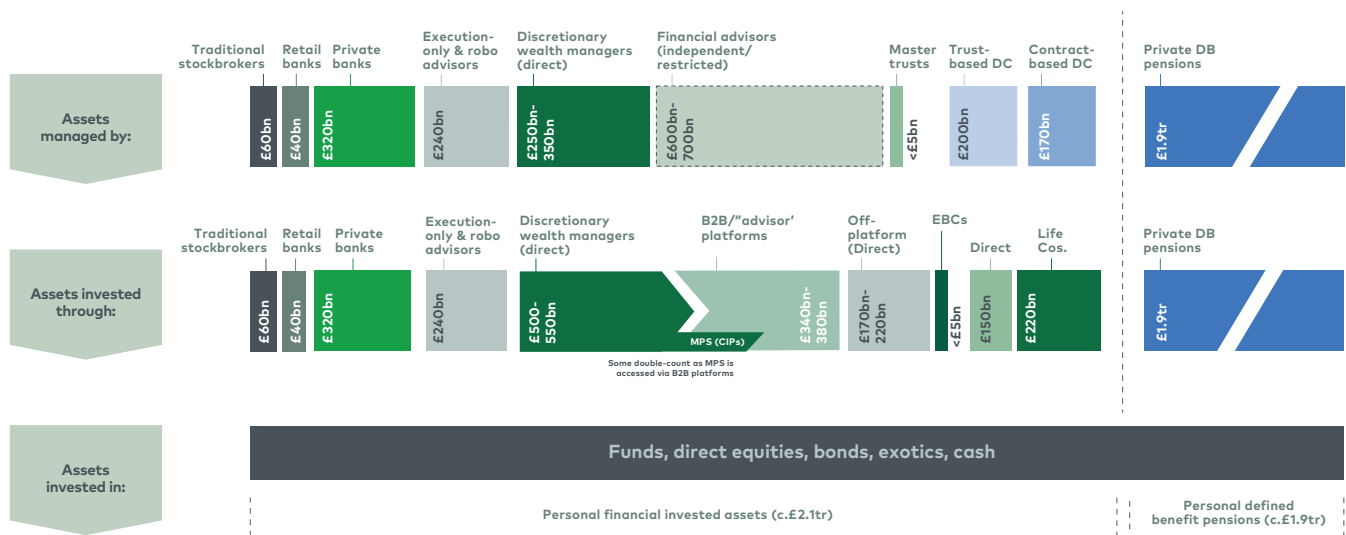 Assets
managed by:
Traditional
stockbrokers
£60bn
Retail
banks
£40bn
Private
banks
£320bn
Execution-
only & robo
advisors
£240bn
Discretionary
wealth managers
(direct)
£250bn-
350bn
Financial advisors
(independent/
restricted)
£600bn-
700bn
Master
trusts
<£5bn
Trust-
based DC
£200bn
Contract-
based DC
£170bn
Private DB
pensions
£1.9tr
Assets invested
through:
Traditional
stockbrokers
£60bn
Retail
banks
£40bn
Private
banks
£320bn
Execution-
only & robo
advisors
£240bn
Discretionary
wealth managers
(direct)
£500-
550bn
B2B/"advisor'
platforms
£340bn-
380bn
MPS (CIPs)
Some double-count as MPS is
accessed via B2B platforms
Off-
platform
(Direct)
£170bn-
220bn
EBCs
<£5bn
Direct
£150bn
Life
Cos.
£220bn
Private DB
pensions
£1.9tr
Assets
invested in:
Funds, direct equities, bonds, exotics, cash
Personal financial invested assets (c.£2.1tr)
Personal defined
benefit pensions (c.£1.9tr)